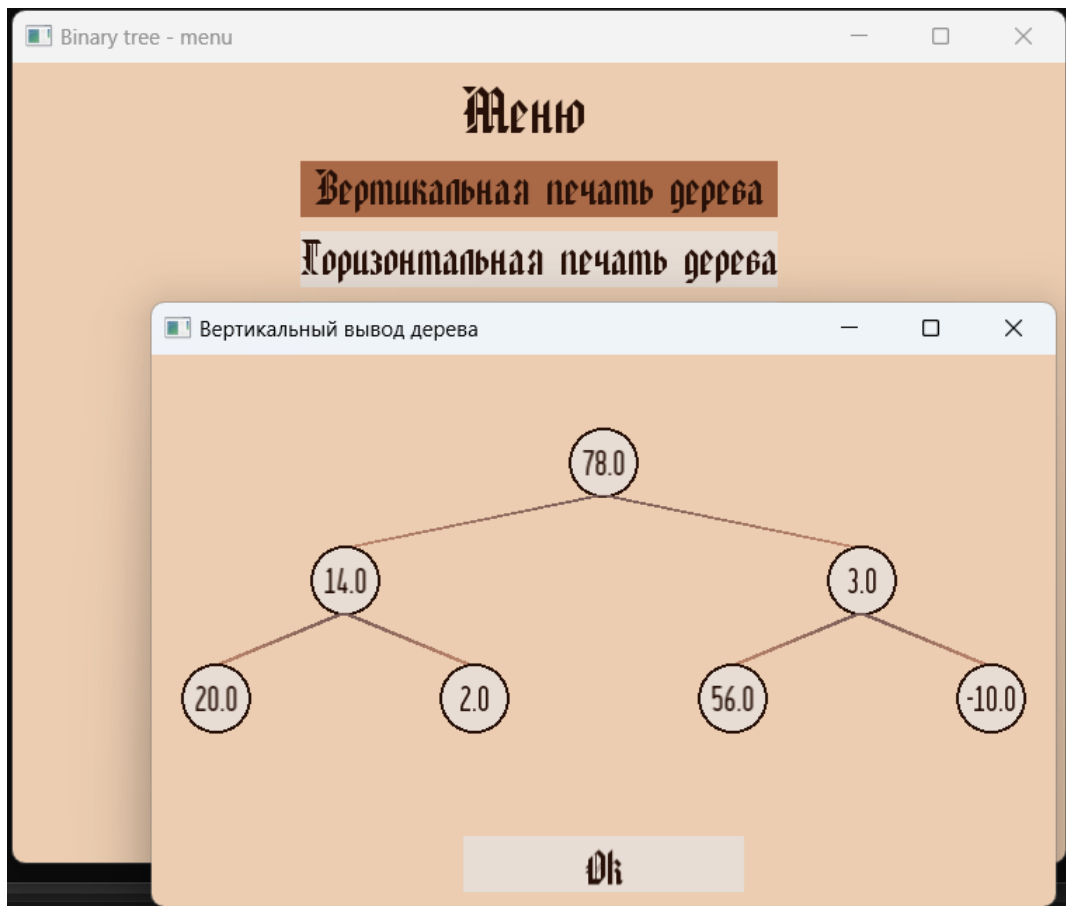 Binary tree - menu
Меню
Вертикальная печать дерева
Горизонтальная печать дерева
Вертикальный вывод дерева
78.0
14.0 3.0
20.0 2.0 56.0 -10.0
Ok